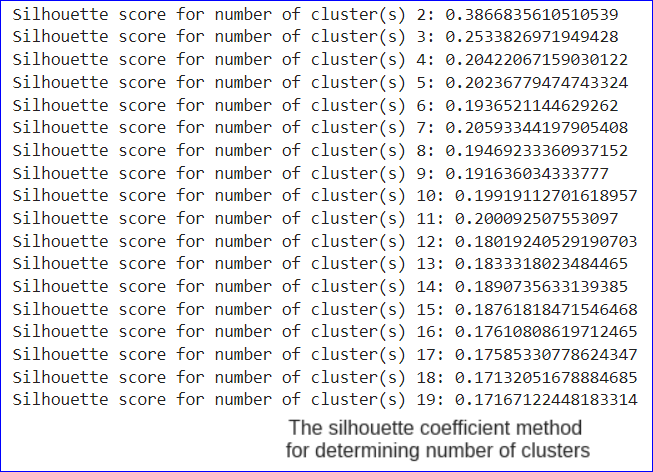 Silhouette score for number of cluster(s) 2: 0.3866835610510539
Silhouette score for number of cluster(s) 3: 0.2533826971949428
Silhouette score for number of cluster(s) 4: 0.20422067159030122
Silhouette score for number of cluster(s) 5: 0.20236779474743324
Silhouette score for number of cluster(s) 6: 0.1936521144629262
Silhouette score for number of cluster(s) 7: 0.20593344197905408
Silhouette score for number of cluster(s) 8: 0.19469233360937152
Silhouette score for number of cluster(s) 9: 0.191636034333777
Silhouette score for number of cluster(s) 10: 0.19919112701618957
Silhouette score for number of cluster(s) 11: 0.200092507553097
Silhouette score for number of cluster(s) 12: 0.18019240529190703
Silhouette score for number of cluster(s) 13: 0.1833318023484465
Silhouette score for number of cluster(s) 14: 0.1890735633139385
Silhouette score for number of cluster(s) 15: 0.18761818471546468
Silhouette score for number of cluster(s) 16: 0.17610808619712465
Silhouette score for number of cluster(s) 17: 0.17585330778624347
Silhouette score for number of cluster(s) 18: 0.17132051678884685
Silhouette score for number of cluster(s) 19: 0.17167122448183314
The silhouette coefficient method
for determining number of clusters